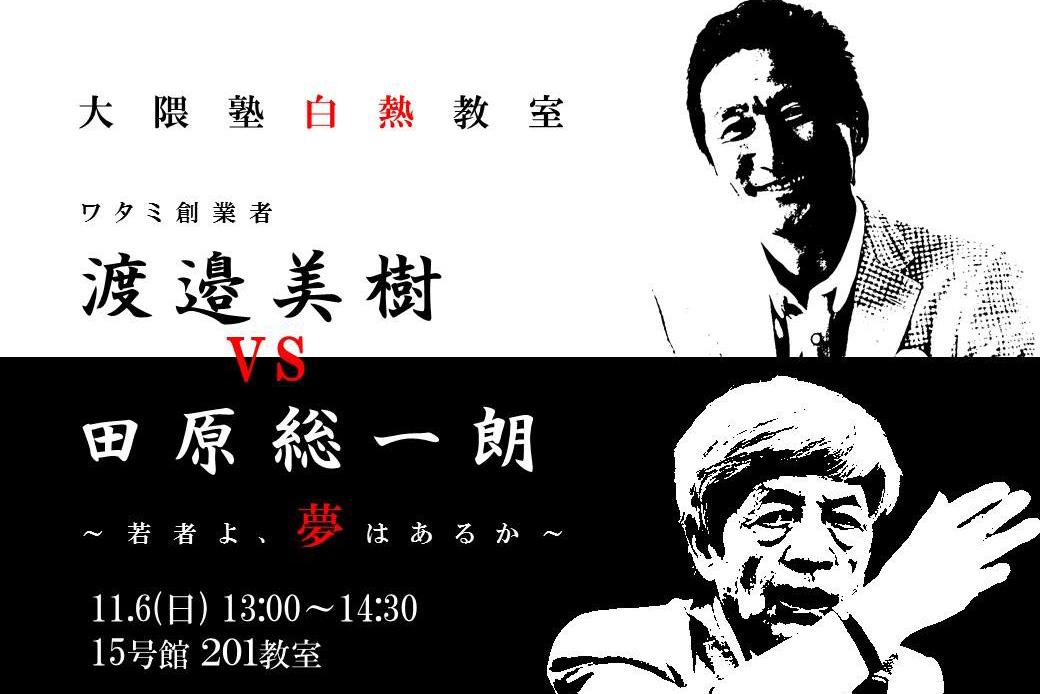 大隈塾白熱教室
ワタミ創業者
渡邉美樹
VS
田原総一朗
～若者よ、夢はあるか～
11.6(日) 13:00～14:30
15号館 201教室